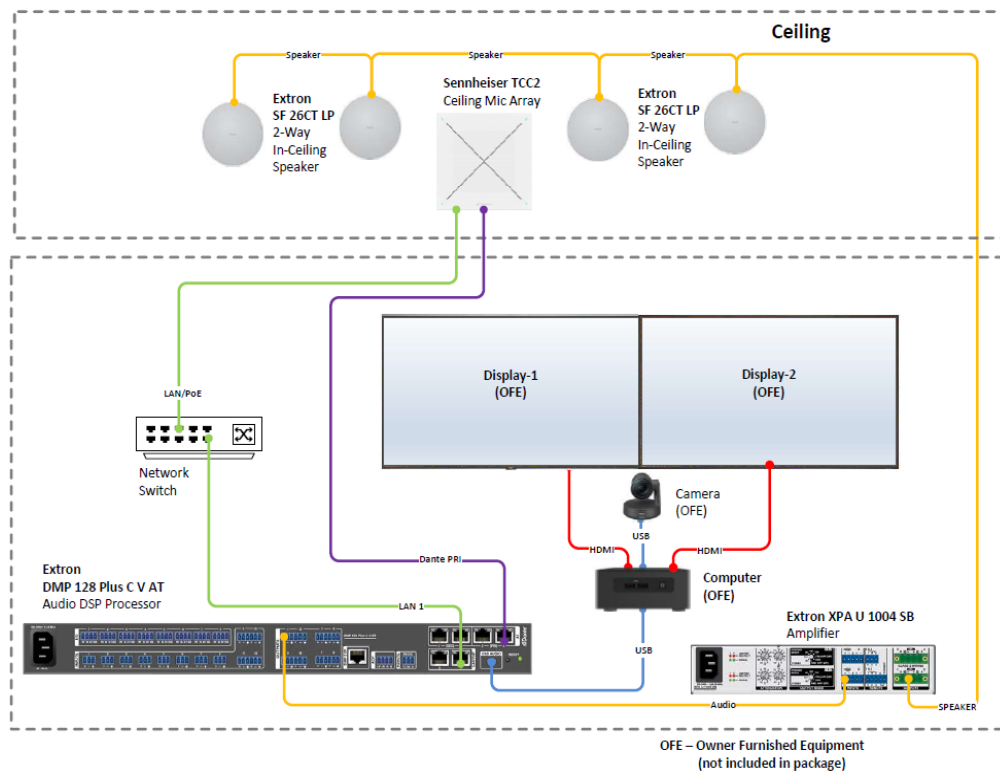 Ceiling
Speaker
Speaker
Speaker
Extron
SF 26CT LP
2-Way
In-Ceiling
Speaker
Sennheiser TCC2
Ceiling Mic Array
Extron
SF 26CT LP
2-Way
In-Ceiling
Speaker
Display-1
(OFE)
Display-2
(OFE)
LAN/PoE
Network
Switch
Camera
(OFE)
USB
HDMI
HDMI
Dante PRI
Extron
DMP 128 Plus C V AT
Audio DSP Processor
LAN 1
Computer
(OFE)
Extron XPA U 1004 SB
Amplifier
USB
Audio
SPEAKER
OFE – Owner Furnished Equipment
(not included in package)